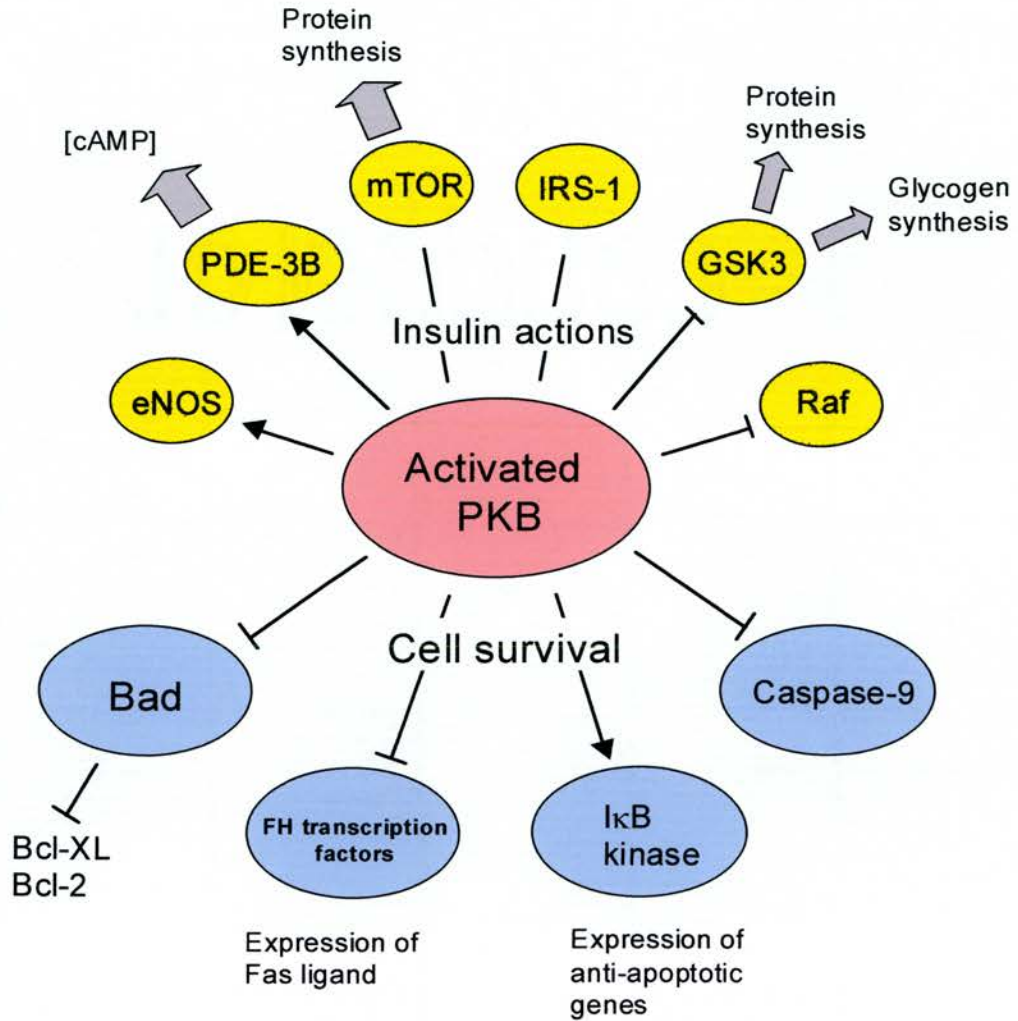 Protein
synthesis
[cAMP]
mTOR
IRS-1
Protein
synthesis
Glycogen
synthesis
PDE-3B
GSK3
Insulin actions
eNOS
Raf
Activated
PKB
Cell survival
Bad
Caspase-9
FH transcription
factors
IκB
kinase
Bcl-XL
Bcl-2
Expression of
Fas ligand
Expression of
anti-apoptotic
genes